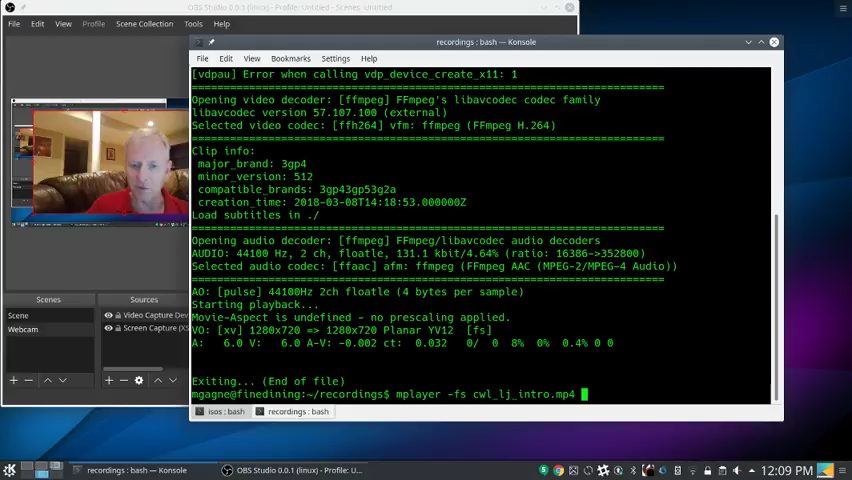 OBS Studio 0.0.1 (linux) - Profile: Untitled - Scenes: Untitled
File Edit View Profile Scene Collection Tools Help
recordings : bash — Konsole
File Edit View Bookmarks Settings Help
[vdpau] Error when calling vdp_device_create_x11: 1
==========================================================================
Opening video decoder: [ffmpeg] FFmpeg's libavcodec codec family
libavcodec version 57.107.100 (external)
Selected video codec: [ffh264] vfm: ffmpeg (FFmpeg H.264)
==========================================================================
Clip info:
major_brand: 3gp4
minor_version: 512
compatible_brands: 3gp43gp53g2a
creation_time: 2018-03-08T14:18:53.000000Z
Load subtitles in ./
==========================================================================
Opening audio decoder: [ffmpeg] FFmpeg/libavcodec audio decoders
AUDIO: 44100 Hz, 2 ch, floatle, 131.1 kbit/4.64% (ratio: 16387->352800)
Selected audio codec: [ffaac] afm: ffmpeg (FFmpeg AAC (MPEG-2/MPEG-4 Audio))
==========================================================================
AO: [pulse] 44100Hz 2ch floatle (4 bytes per sample)
Starting playback...
Movie-Aspect is undefined - no prescaling applied.
VO: [xv] 1280x720 => 1280x720 Planar YV12 [fs]
A: 6.0 V: 6.0 A-V: -0.002 ct: 0.032 0/ 0 8% 0% 0.4% 0 0
Exiting... (End of file)
mgagne@finedining:~/recordings$ mplayer -fs cwl_lj_intro.mp4
isos : bash recordings : bash
Scenes Sources
Scene
Webcam
Video Capture Dev
Screen Capture (XS
recordings : bash — Konsole
OBS Studio 0.0.1 (linux) - Profile: U...
12:09 PM